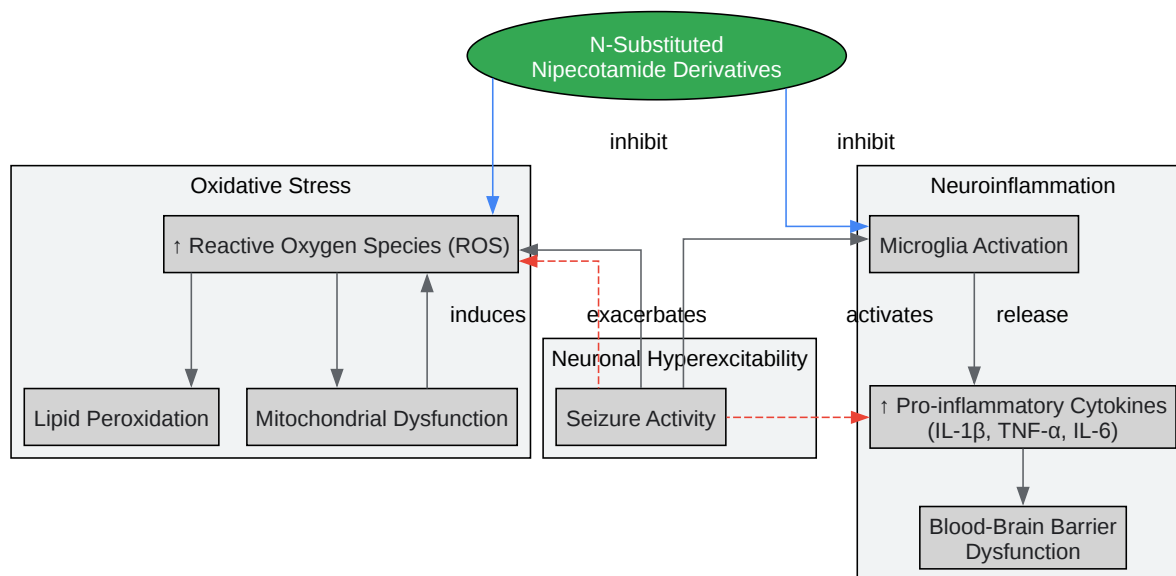 N-Substituted
Nipecotamide Derivatives
inhibit
inhibit
Oxidative Stress
Neuroinflammation
↑ Reactive Oxygen Species (ROS)
Microglia Activation
induces
exacerbates
activates
release
Neuronal Hyperexcitability
Lipid Peroxidation
Mitochondrial Dysfunction
Seizure Activity
↑ Pro-inflammatory Cytokines
(IL-1β, TNF-α, IL-6)
Blood-Brain Barrier
Dysfunction